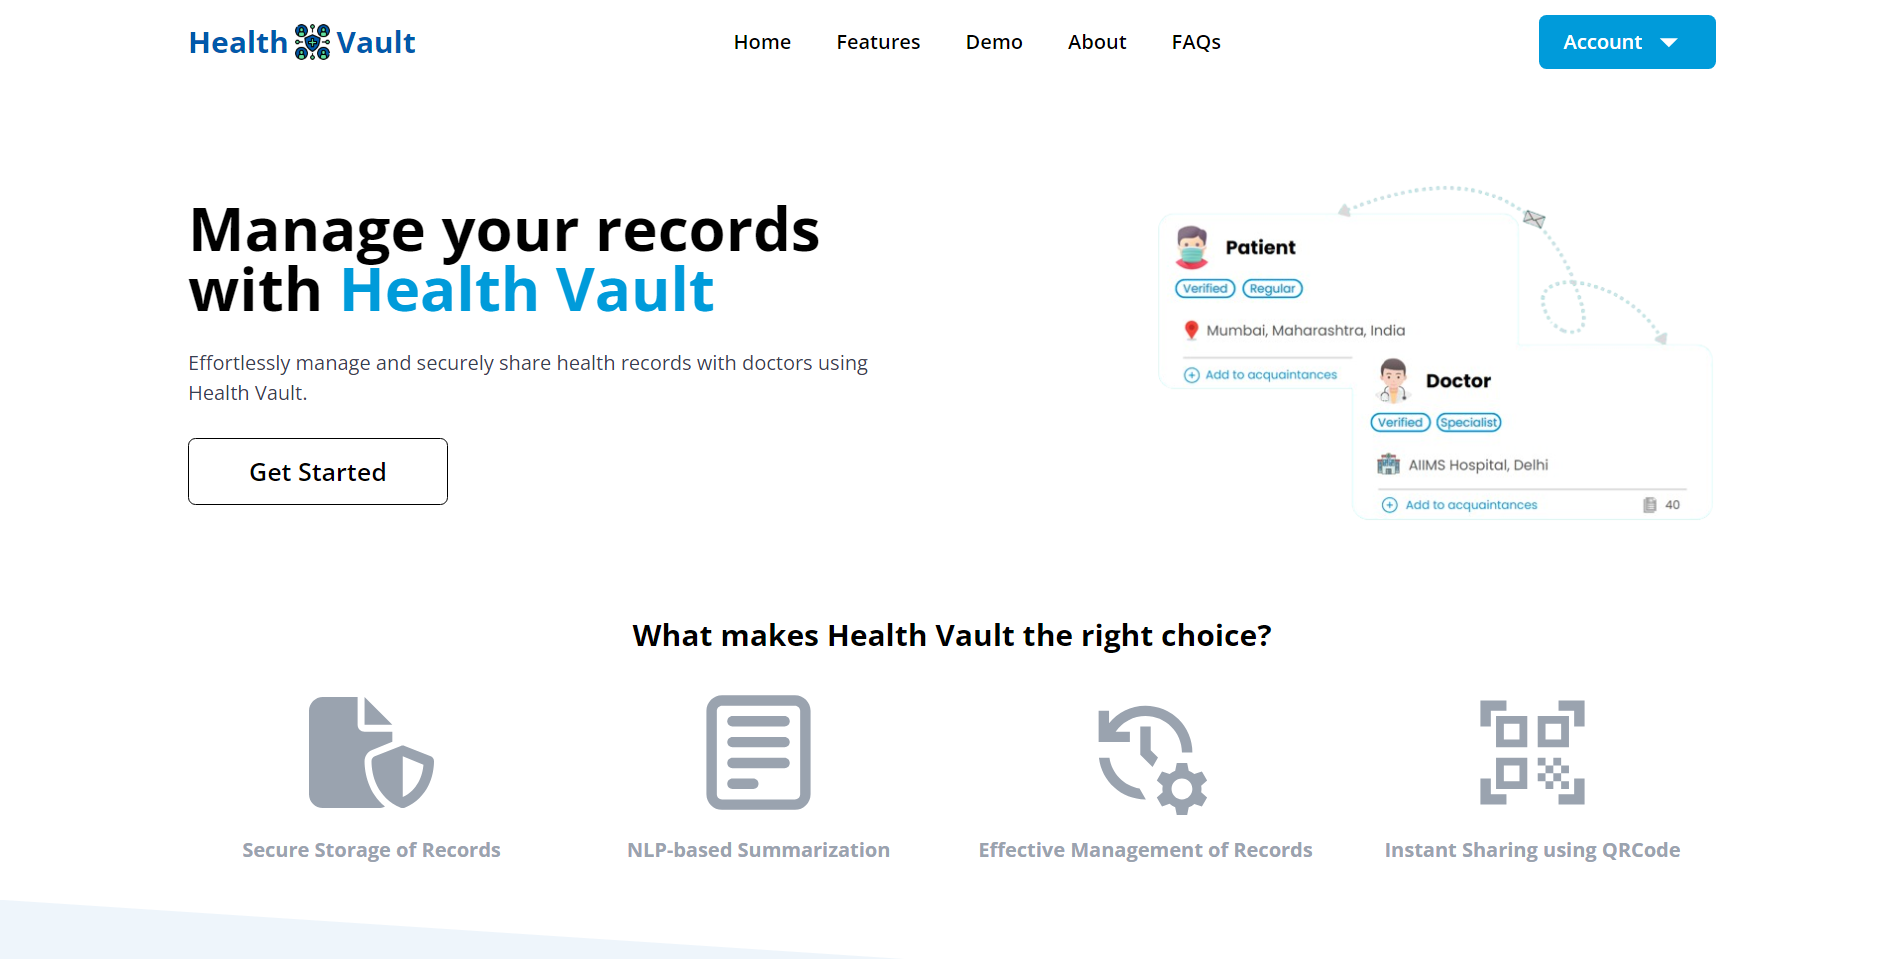 Health Vault
Home Features Demo About FAQs
Account
Manage your records
with Health Vault
Effortlessly manage and securely share health records with doctors using
Health Vault.
Get Started
Patient
Verified Regular
Mumbai, Maharashtra, India
Add to acquaintances
Doctor
Verified Specialist
AIIMS Hospital, Delhi
Add to acquaintances 40
What makes Health Vault the right choice?
Secure Storage of Records
NLP-based Summarization
Effective Management of Records
Instant Sharing using QRCode